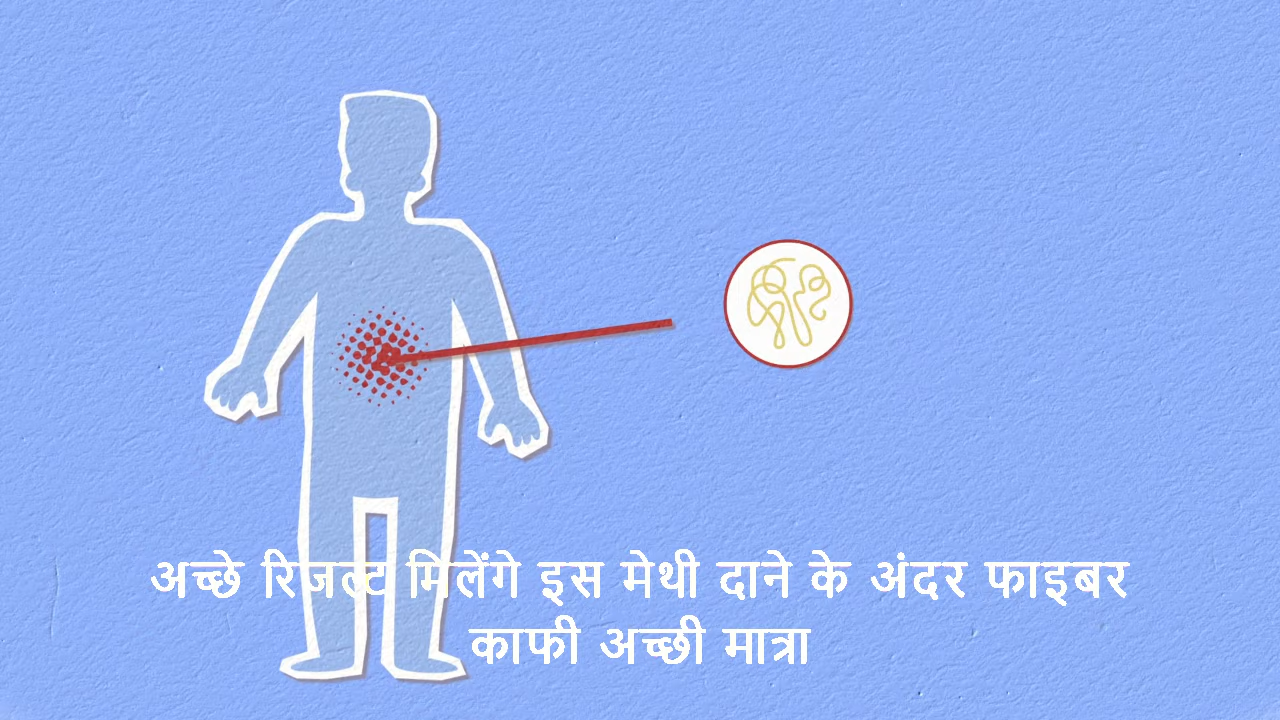 अच्छे रिजल्ट मिलेंगे इस मेथी दाने के अंदर फाइबर
काफी अच्छी मात्रा